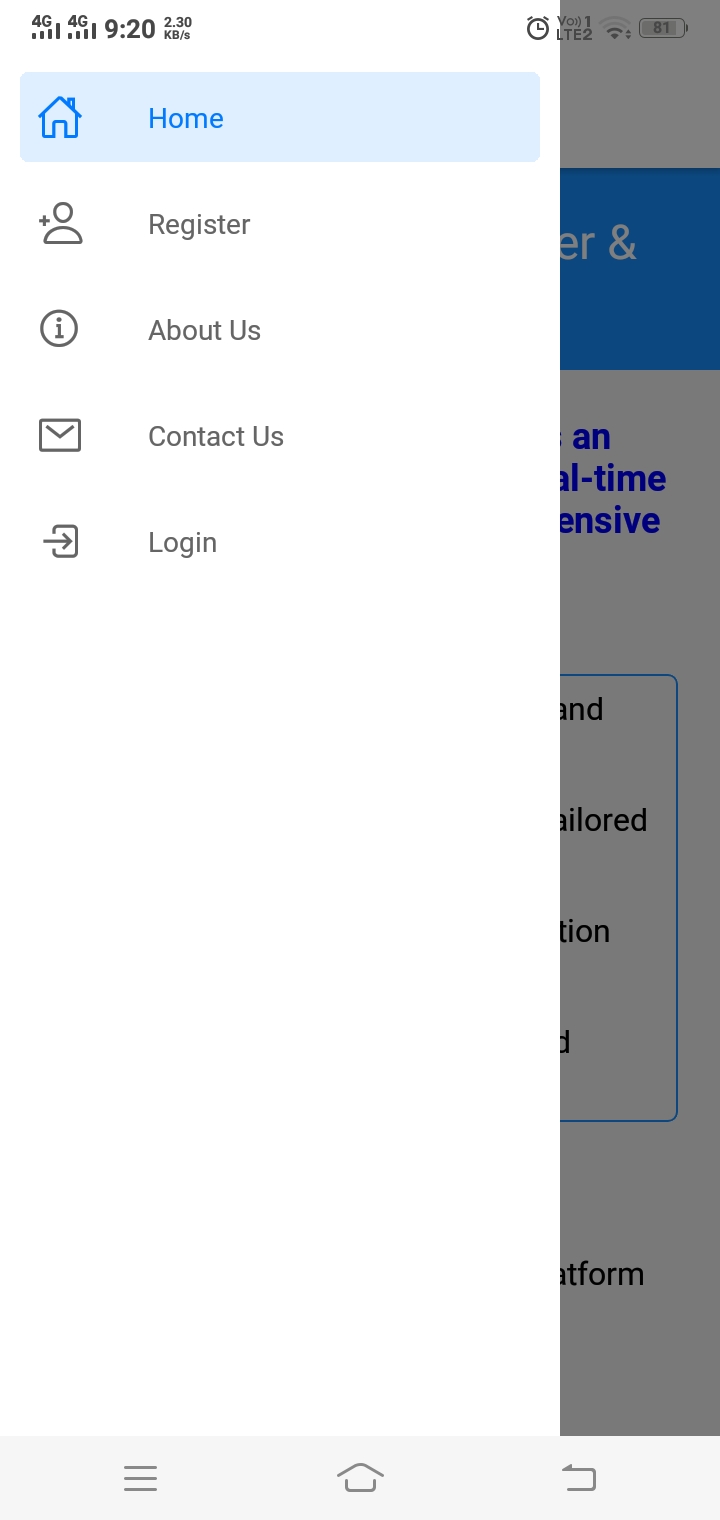 4G 4G 9:20 2.30 KB/s Vo)) 1 LTE2 81
Home
Register
About Us
Contact Us
Login
er &
an
al-time
ensive
and
ailored
tion
d
atform